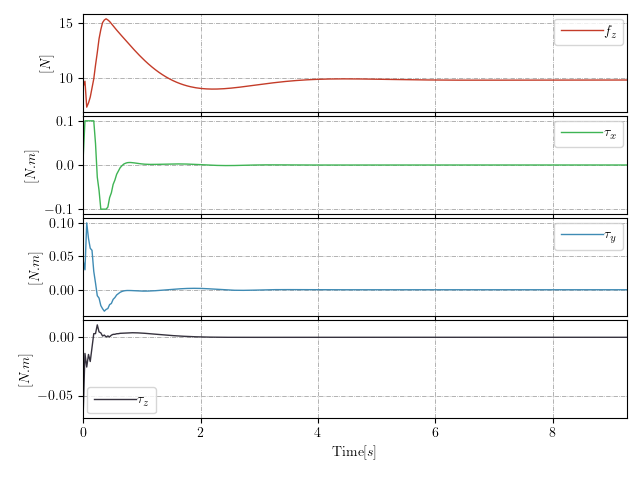 15
10
[N]
f_z
0.1
0.0
−0.1
[N.m]
τ_x
0.10
0.05
0.00
[N.m]
τ_y
0.00
−0.05
[N.m]
τ_z
0 2 4 6 8
Time[s]